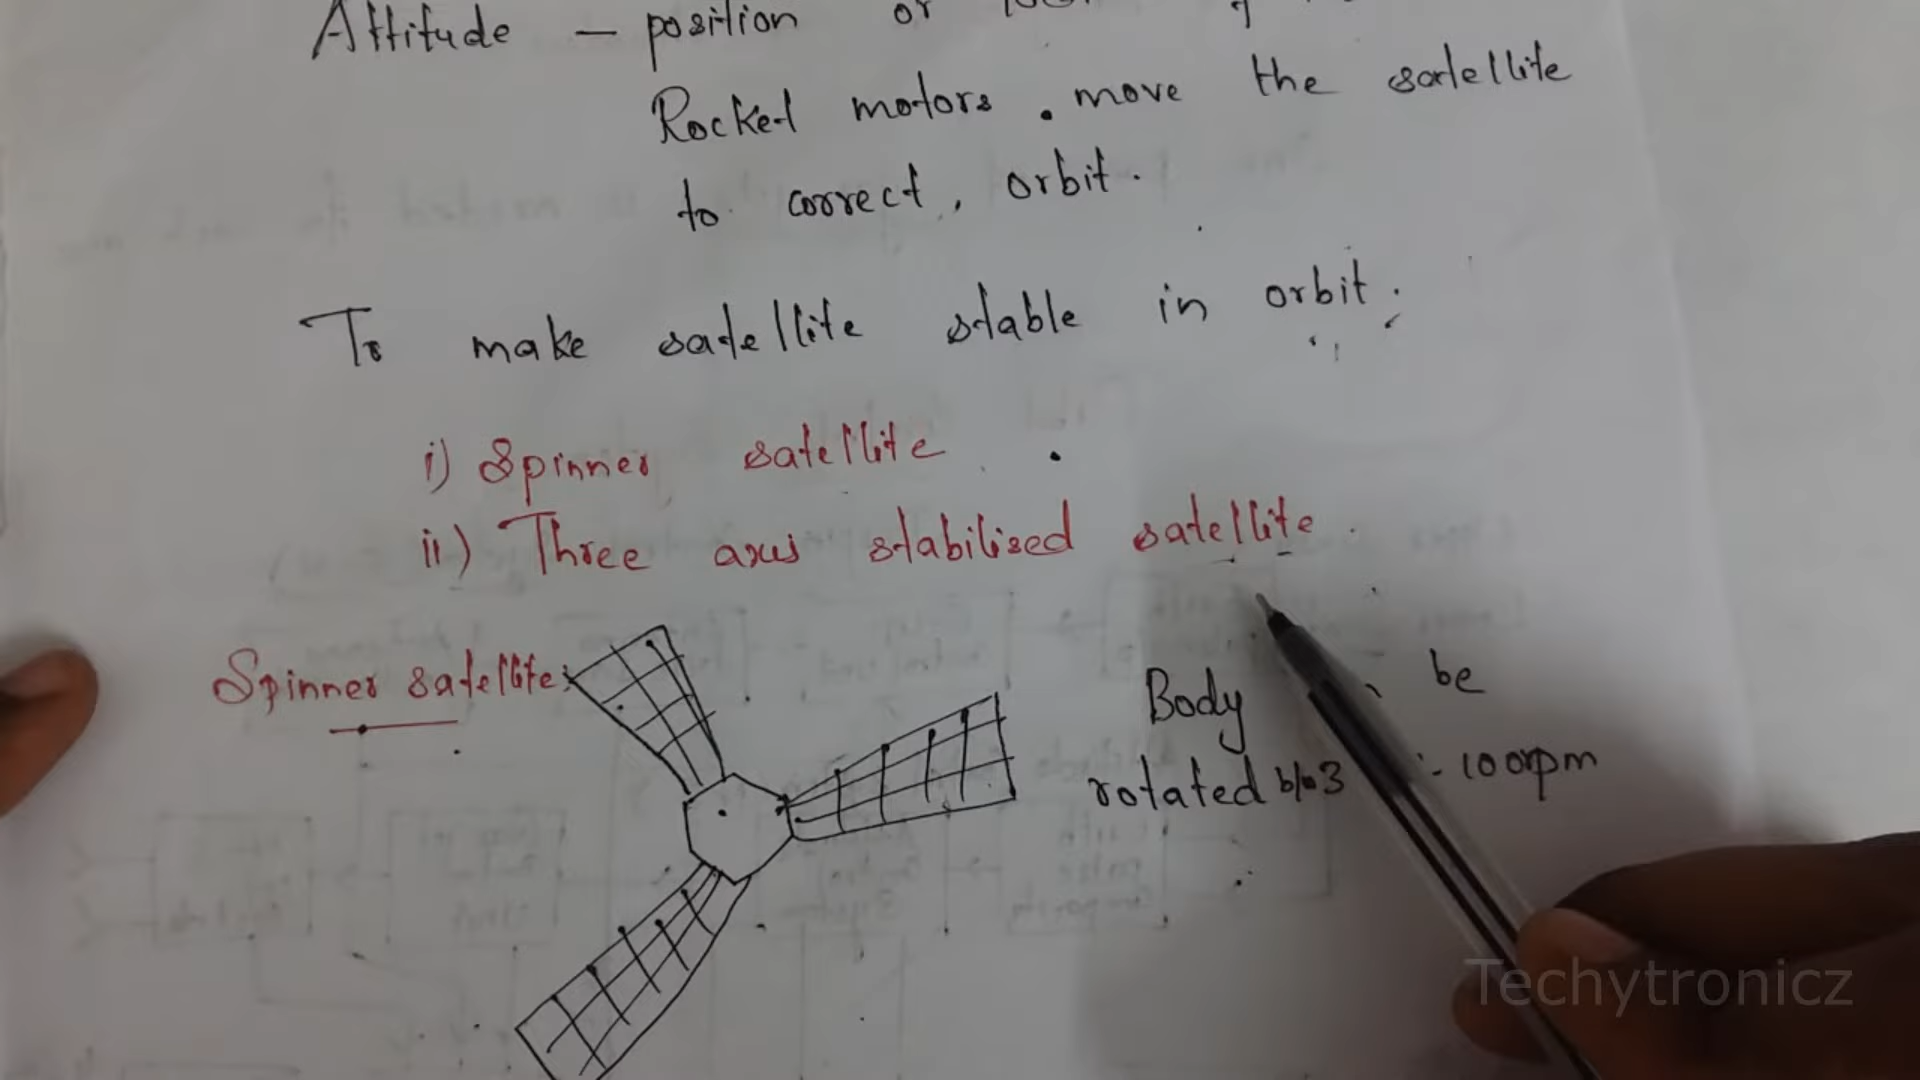 Attitude - position or
Rocket motors . move the satellite
to correct, orbit.
To make satellite stable in orbit.
i) Spinner satellite
ii) Three axis stabilised satellite.
Spinner satellite:
Body be
rotated b/n 3 - 100rpm
Techytronicz